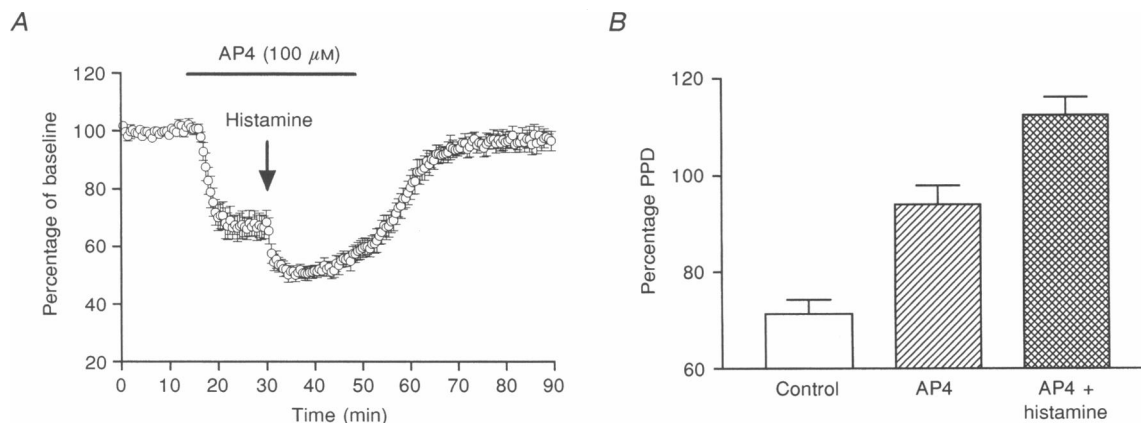 A
AP4 (100 μM)
Histamine
Percentage of baseline
120
100
80
60
40
20
0 10 20 30 40 50 60 70 80 90
Time (min)
B
Percentage PPD
120
100
80
60
Control AP4 AP4 +
histamine